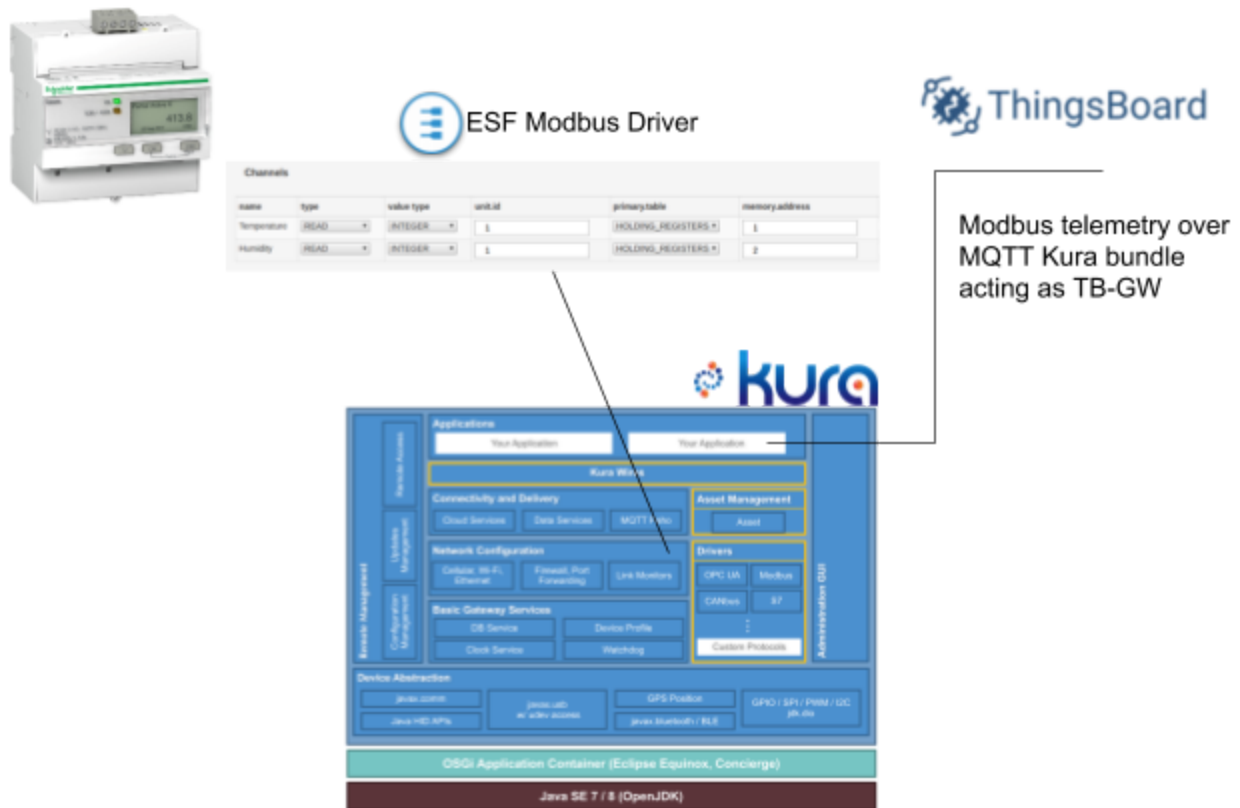 Schneider
413.8
ESF Modbus Driver
ThingsBoard
Channels
name type value type unit.id primary.table memory.address
Temperature READ INTEGER 1 HOLDING_REGISTERS 1
Humidity READ INTEGER 1 HOLDING_REGISTERS 2
Modbus telemetry over
MQTT Kura bundle
acting as TB-GW
kura
Applications
Your Application Your Application
Kura Wires
Remote Management
Remote Access
Updates
Management
Configuration
Management
Connectivity and Delivery
Cloud Services Data Services MQTT Paho
Asset Management
Asset
Network Configuration
Cellular, Wi-Fi,
Ethernet
Firewall, Port
Forwarding
Link Monitors
Drivers
OPC UA Modbus
CANbus S7
Custom Protocols
Basic Gateway Services
DB Service Device Profile
Clock Service Watchdog
Administration GUI
Device Abstraction
javax.comm
Java HID APIs
javax.usb
w/ udev access
GPS Position
javax.bluetooth / BLE
GPIO / SPI / PWM / I2C
jdk.dio
OSGi Application Container (Eclipse Equinox, Concierge)
Java SE 7 / 8 (OpenJDK)